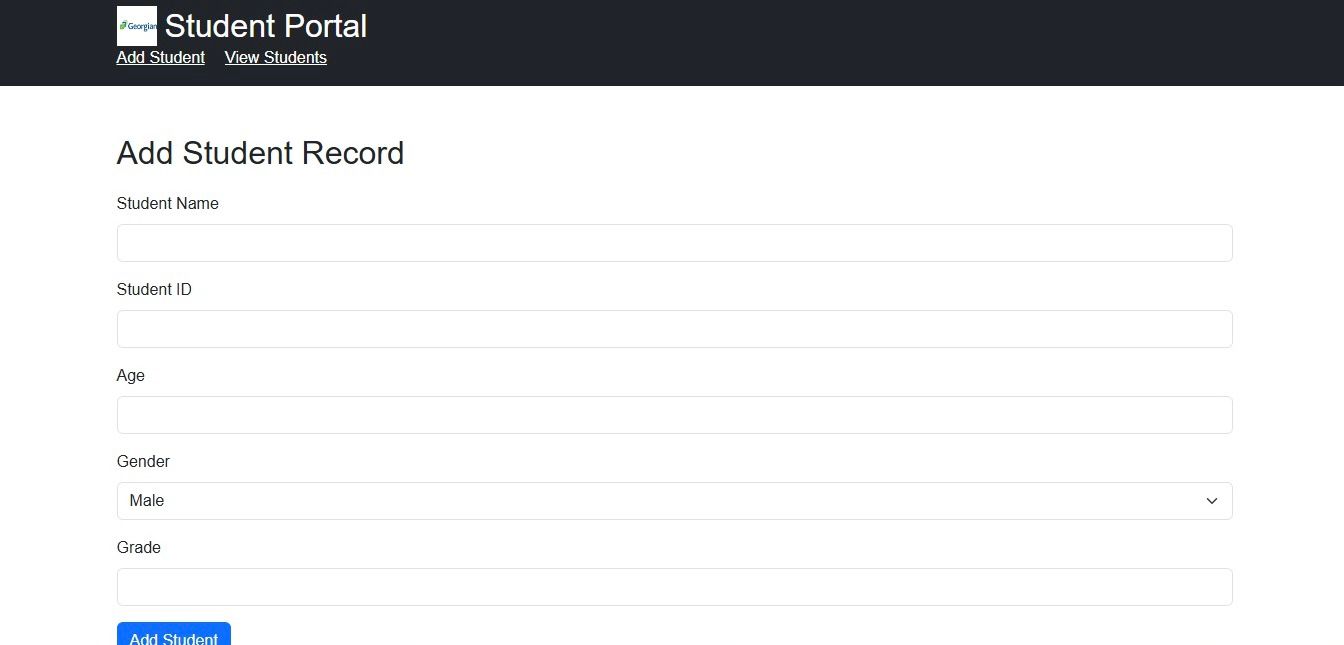 Georgian
Student Portal
Add Student View Students
Add Student Record
Student Name
Student ID
Age
Gender
Male
Grade
Add Student